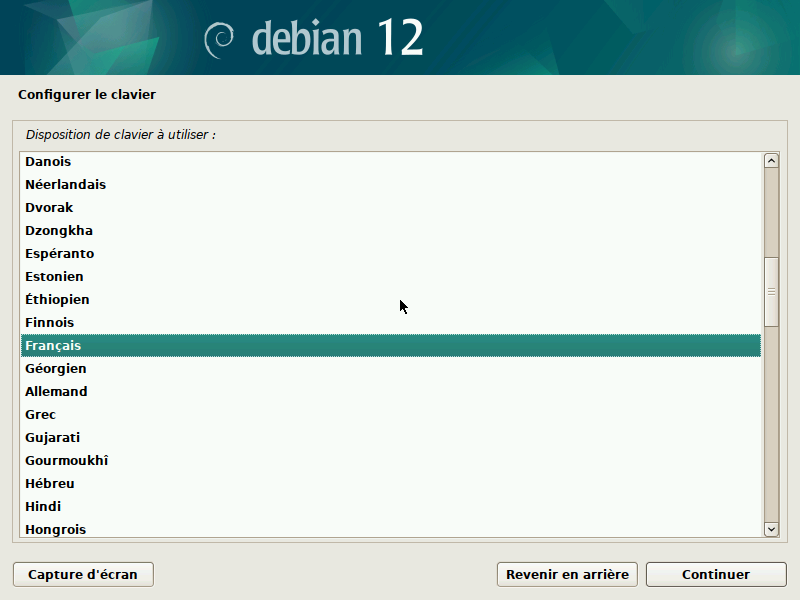 debian 12
Configurer le clavier
Disposition de clavier à utiliser :
Danois
Néerlandais
Dvorak
Dzongkha
Espéranto
Estonien
Éthiopien
Finnois
Français
Géorgien
Allemand
Grec
Gujarati
Gourmoukhî
Hébreu
Hindi
Hongrois
Capture d'écran
Revenir en arrière
Continuer